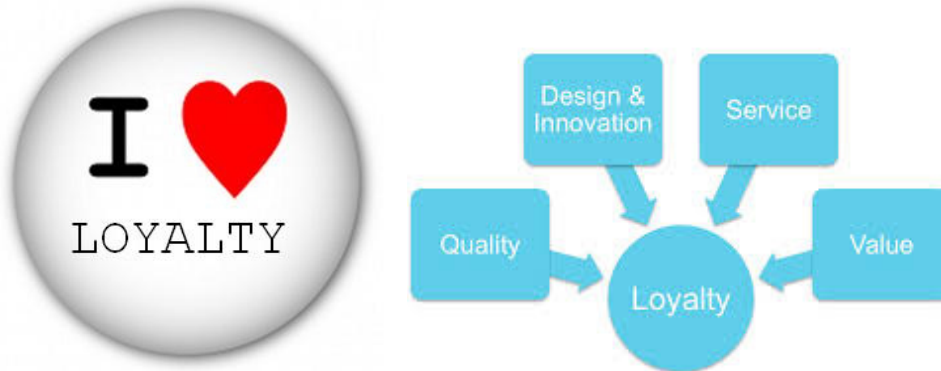 I
LOYALTY
Design &
Innovation
Service
Quality
Value
Loyalty